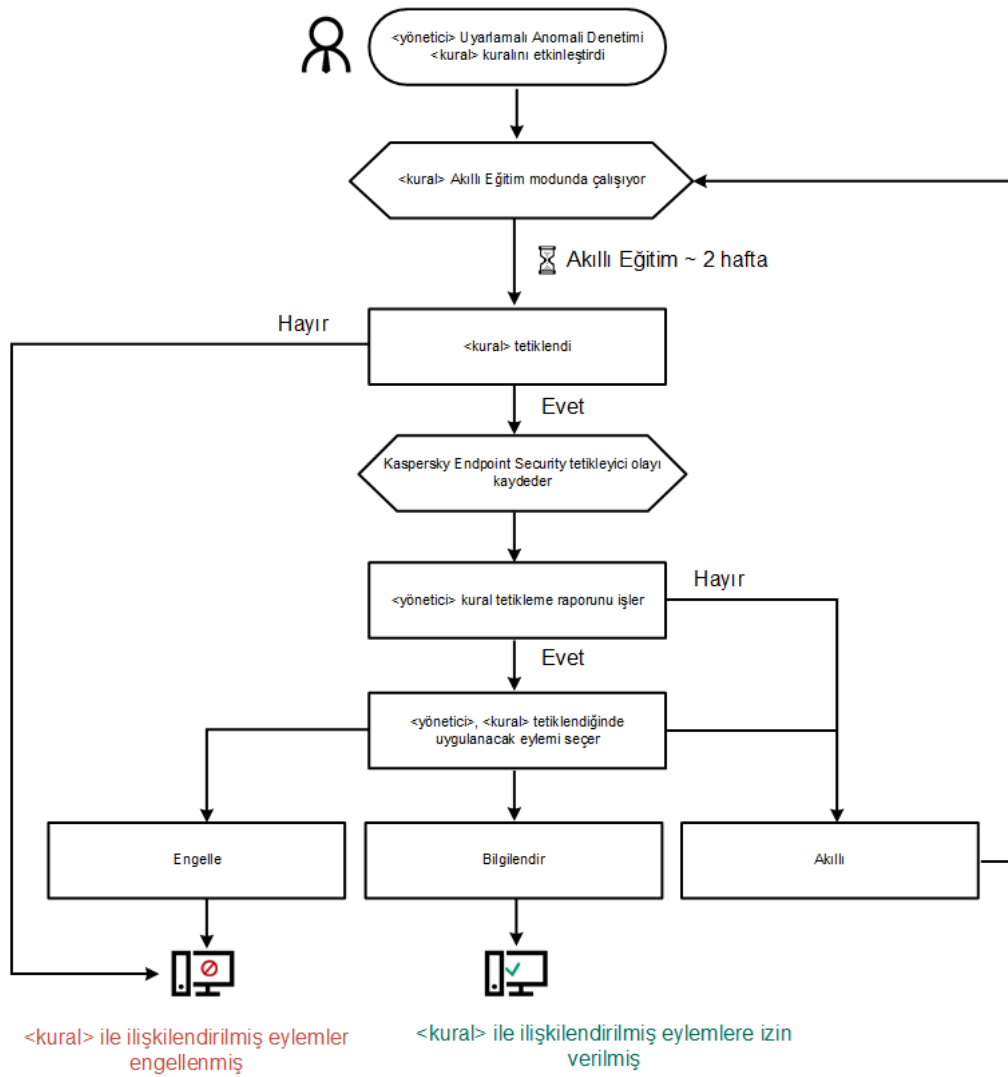 <yönetici> Uyarlamalı Anomali Denetimi
<kural> kuralını etkinleştirdi
<kural> Akıllı Eğitim modunda çalışıyor
Akıllı Eğitim ~ 2 hafta
Hayır
<kural> tetiklendi
Evet
Kaspersky Endpoint Security tetikleyici olayı
kaydeder
Hayır
<yönetici> kural tetikleme raporunu işler
Evet
<yönetici>, <kural> tetiklendiğinde
uygulanacak eylemi seçer
Engelle
Bilgilendir
Akıllı
<kural> ile ilişkilendirilmiş eylemler
engellenmiş
<kural> ile ilişkilendirilmiş eylemlere izin
verilmiş